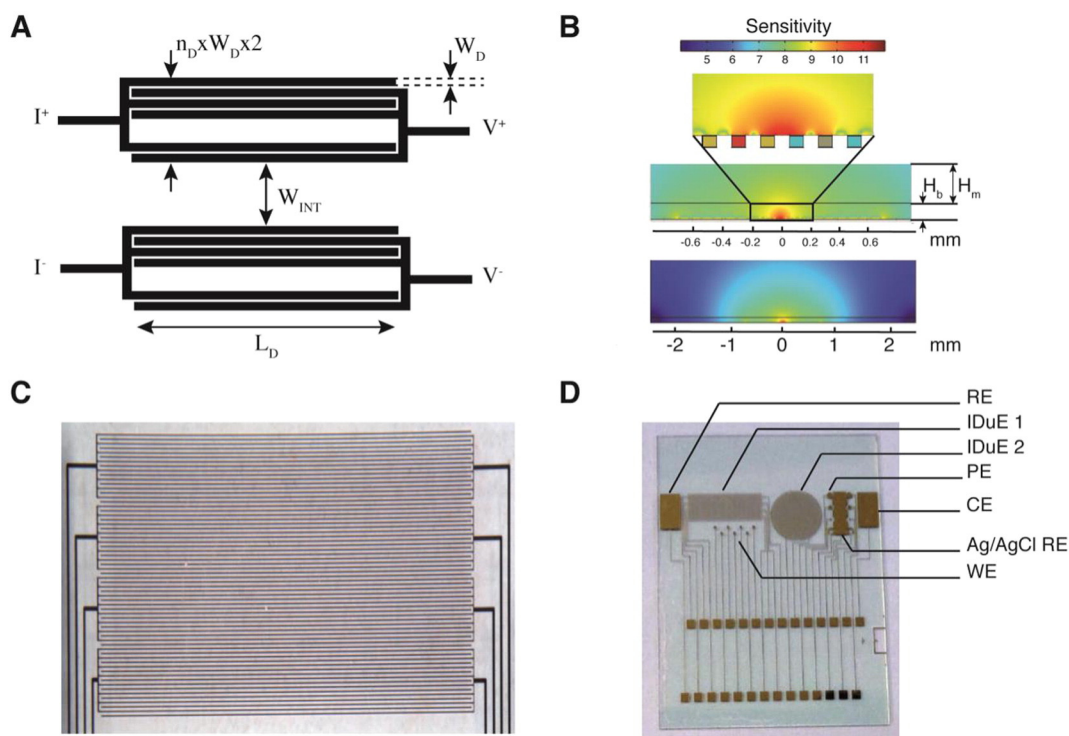 A
n_D x W_D x 2
W_D
I⁺
V⁺
W_INT
I⁻
V⁻
L_D
B
Sensitivity
5 6 7 8 9 10 11
H_b H_m
-0.6 -0.4 -0.2 0 0.2 0.4 0.6 mm
-2 -1 0 1 2 mm
C
D
RE
IDuE 1
IDuE 2
PE
CE
Ag/AgCl RE
WE